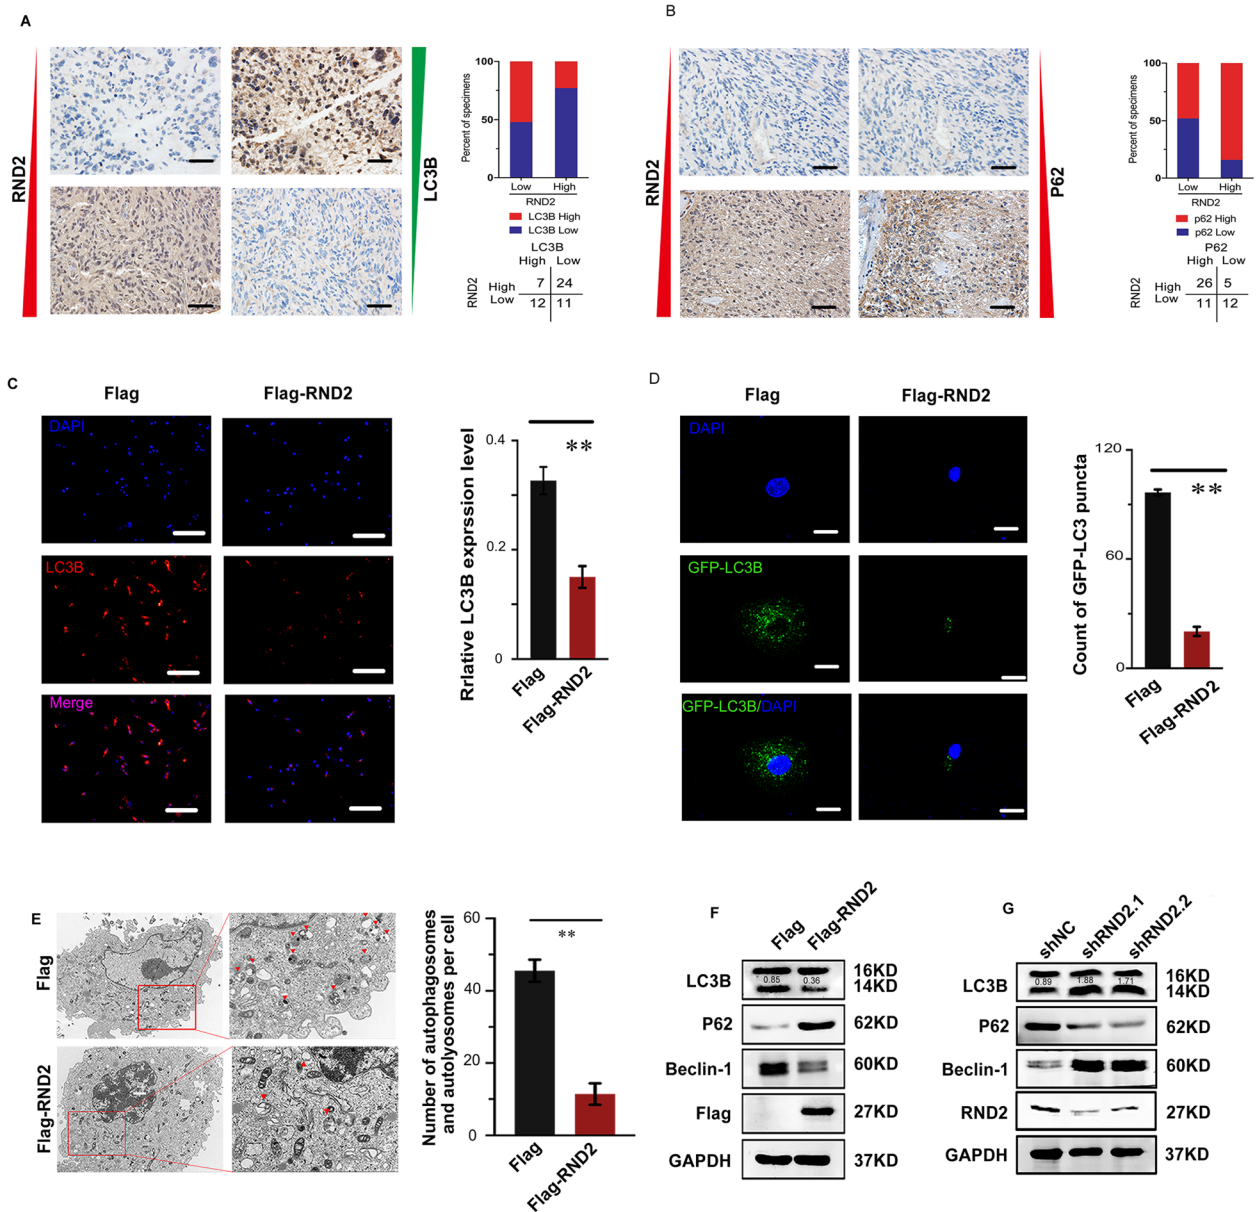 A
RND2
LC3B
100
50
0
Percent of specimens
Low
High
RND2
LC3B High
LC3B Low
LC3B
High Low
RND2
High 7 24
Low 12 11
B
RND2
P62
100
50
0
Percent of specimens
Low
High
RND2
p62 High
p62 Low
P62
High Low
RND2
High 26 5
Low 11 12
C
Flag
Flag-RND2
DAPI
LC3B
Merge
Rrlative LC3B exprssion level
0.4
0.2
0
**
Flag
Flag-RND2
D
Flag
Flag-RND2
DAPI
GFP-LC3B
GFP-LC3B/DAPI
Count of GFP-LC3 puncta
120
60
0
**
Flag
Flag-RND2
E
Flag
Flag-RND2
Number of autophagosomes
and autolyosomes per cell
60
40
20
0
**
Flag
Flag-RND2
F
Flag
Flag-RND2
LC3B
0.85
0.36
16KD
14KD
P62
62KD
Beclin-1
60KD
Flag
27KD
GAPDH
37KD
G
shNC
shRND2.1
shRND2.2
LC3B
0.89
1.88
1.71
16KD
14KD
P62
62KD
Beclin-1
60KD
RND2
27KD
GAPDH
37KD